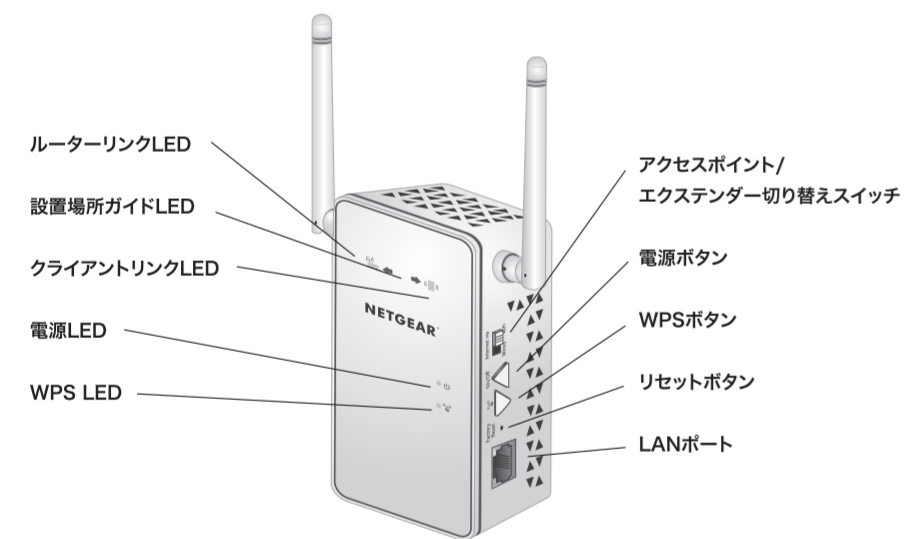 ルーターリンクLED
設置場所ガイドLED
クライアントリンクLED
電源LED
WPS LED
NETGEAR
アクセスポイント/
エクステンダー切り替えスイッチ
電源ボタン
WPSボタン
リセットボタン
LANポート
On/Off
Factory
Reset